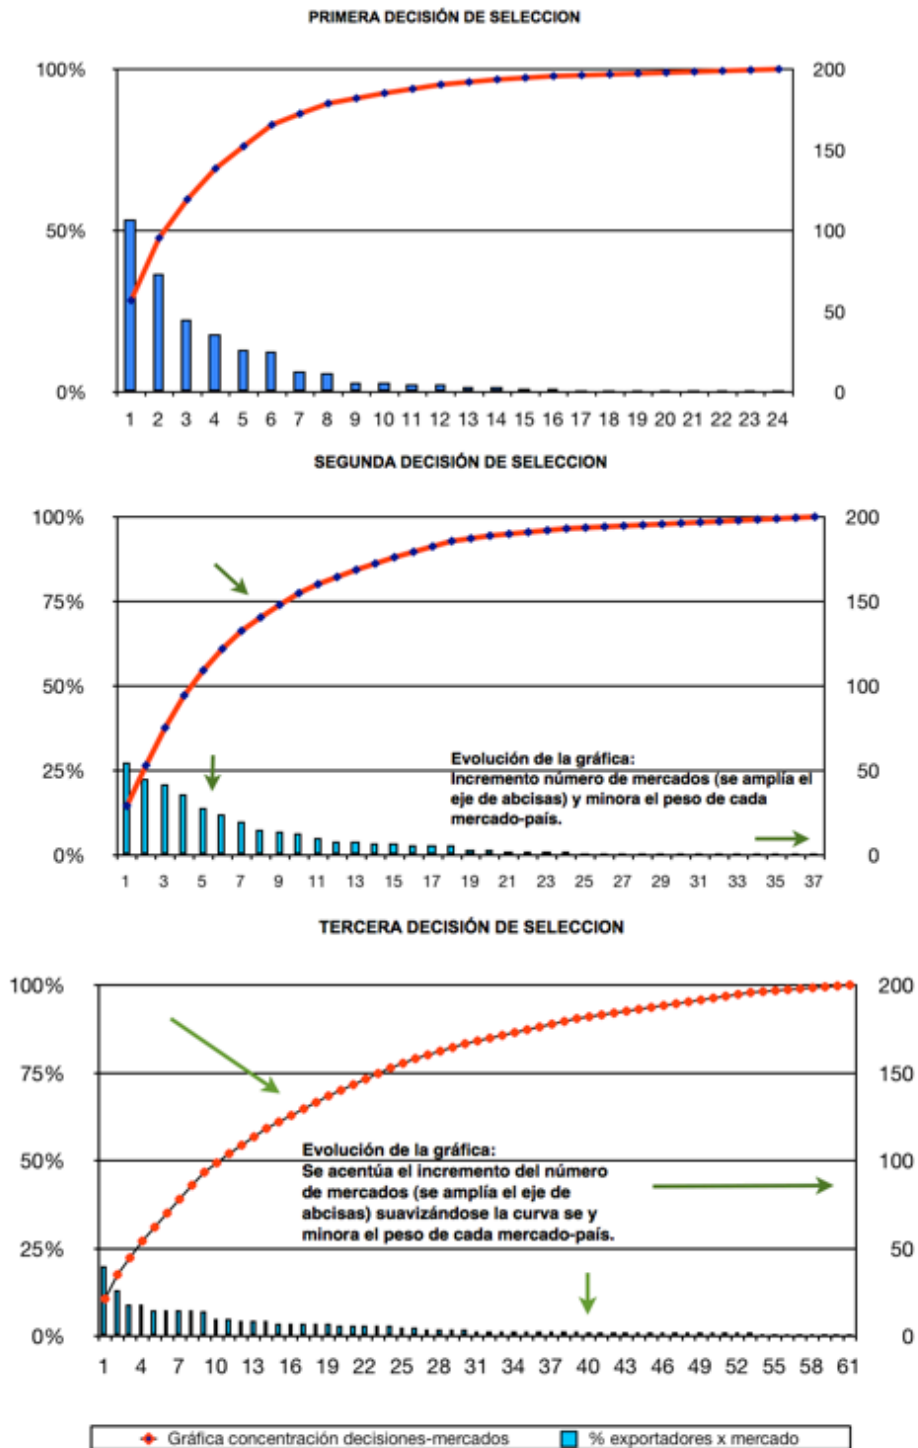 PRIMERA DECISIÓN DE SELECCION
100%
50%
0%
200
150
100
50
0
1 2 3 4 5 6 7 8 9 10 11 12 13 14 15 16 17 18 19 20 21 22 23 24
SEGUNDA DECISIÓN DE SELECCION
100%
75%
50%
25%
0%
200
150
100
50
0
Evolución de la gráfica:
Incremento número de mercados (se amplía el
eje de abcisas) y minora el peso de cada
mercado-país.
1 3 5 7 9 11 13 15 17 19 21 23 25 27 29 31 33 35 37
TERCERA DECISIÓN DE SELECCION
100%
75%
50%
25%
0%
200
150
100
50
0
Evolución de la gráfica:
Se acentúa el incremento del número
de mercados (se amplía el eje de
abcisas) suavizándose la curva se y
minora el peso de cada mercado-país.
1 4 7 10 13 16 19 22 25 28 31 34 37 40 43 46 49 52 55 58 61
Gráfica concentración decisiones-mercados % exportadores x mercado